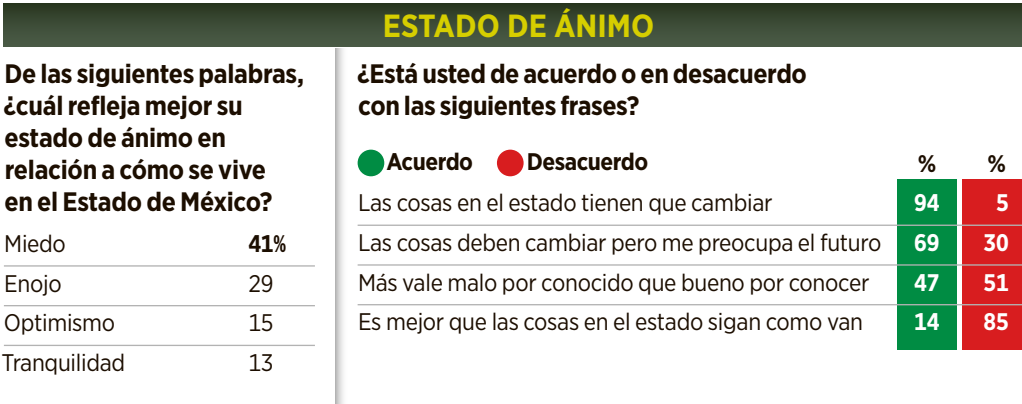 ESTADO DE ÁNIMO
De las siguientes palabras,
¿cuál refleja mejor su
estado de ánimo en
relación a cómo se vive
en el Estado de México?
Miedo 41%
Enojo 29
Optimismo 15
Tranquilidad 13
¿Está usted de acuerdo o en desacuerdo
con las siguientes frases?
Acuerdo Desacuerdo % %
Las cosas en el estado tienen que cambiar 94 5
Las cosas deben cambiar pero me preocupa el futuro 69 30
Más vale malo por conocido que bueno por conocer 47 51
Es mejor que las cosas en el estado sigan como van 14 85